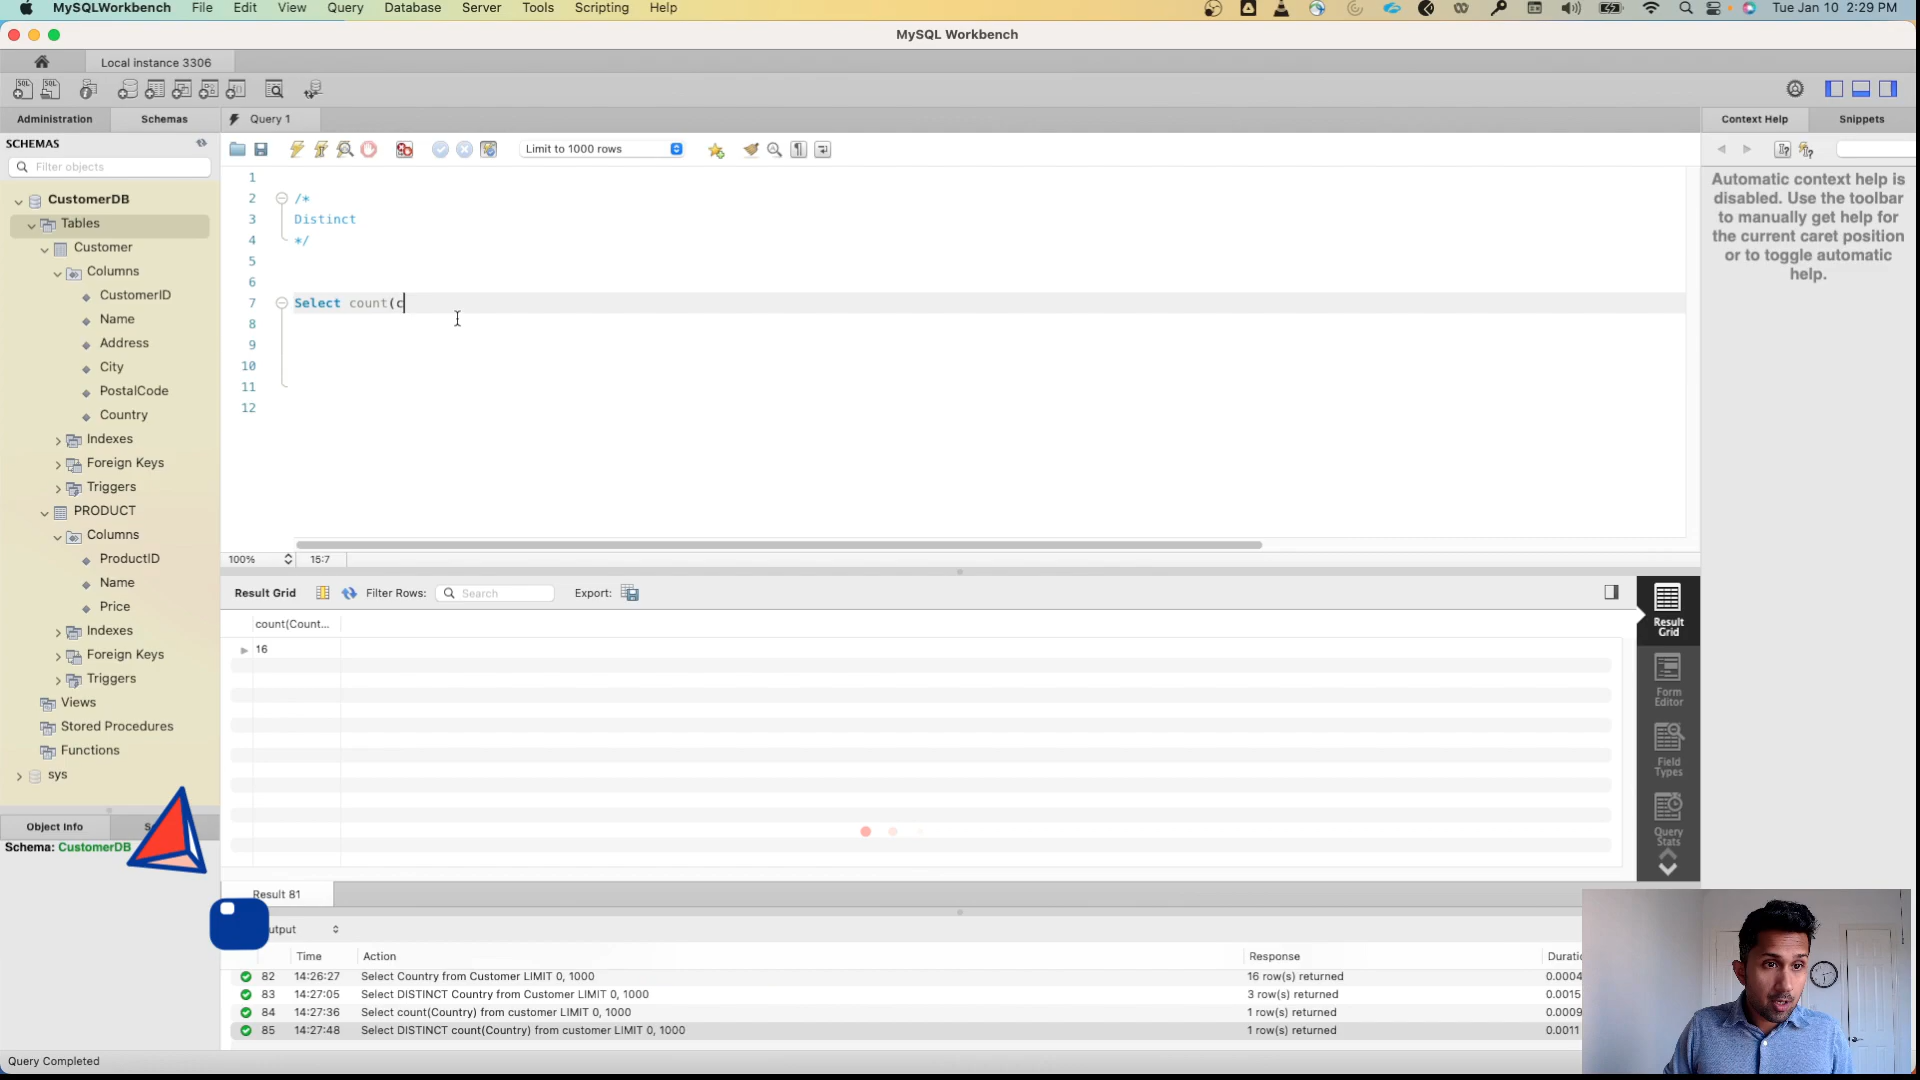 MySQLWorkbench File Edit View Query Database Server Tools Scripting Help Tue Jan 10 2:29 PM
MySQL Workbench
Local instance 3306
Administration Schemas Query 1 Context Help Snippets
SCHEMAS
Filter objects
Limit to 1000 rows
CustomerDB
Tables
Customer
Columns
CustomerID
Name
Address
City
PostalCode
Country
Indexes
Foreign Keys
Triggers
PRODUCT
Columns
ProductID
Name
Price
Indexes
Foreign Keys
Triggers
Views
Stored Procedures
Functions
sys
Object Info
Schema: CustomerDB
1
2 /*
3 Distinct
4 */
5
6
7 Select count(c
8
9
10
11
12
100% 15:7
Automatic context help is
disabled. Use the toolbar
to manually get help for
the current caret position
or to toggle automatic
help.
Result Grid Filter Rows: Search Export:
count(Count...
16
Result
Grid
Form
Editor
Field
Types
Query
Stats
Result 81
utput
Time Action Response Duratic
82 14:26:27 Select Country from Customer LIMIT 0, 1000 16 row(s) returned 0.0004
83 14:27:05 Select DISTINCT Country from Customer LIMIT 0, 1000 3 row(s) returned 0.0015
84 14:27:36 Select count(Country) from customer LIMIT 0, 1000 1 row(s) returned 0.0009
85 14:27:48 Select DISTINCT count(Country) from customer LIMIT 0, 1000 1 row(s) returned 0.0011
Query Completed